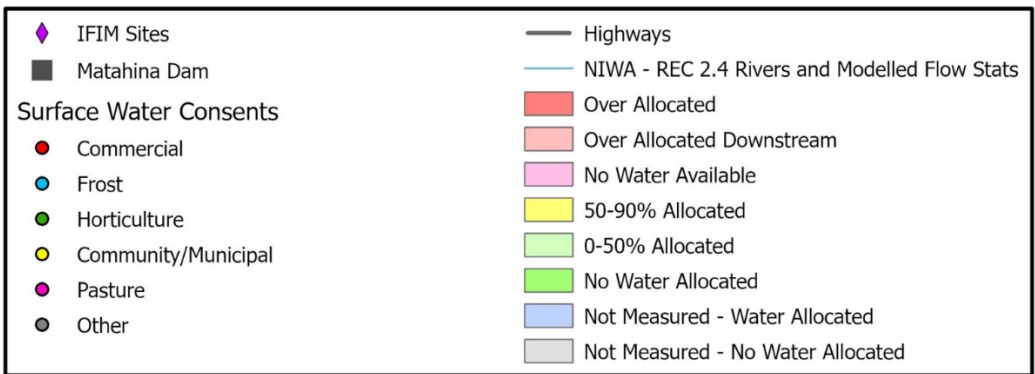 IFIM Sites
Matahina Dam
Surface Water Consents
Commercial
Frost
Horticulture
Community/Municipal
Pasture
Other
Highways
NIWA - REC 2.4 Rivers and Modelled Flow Stats
Over Allocated
Over Allocated Downstream
No Water Available
50-90% Allocated
0-50% Allocated
No Water Allocated
Not Measured - Water Allocated
Not Measured - No Water Allocated